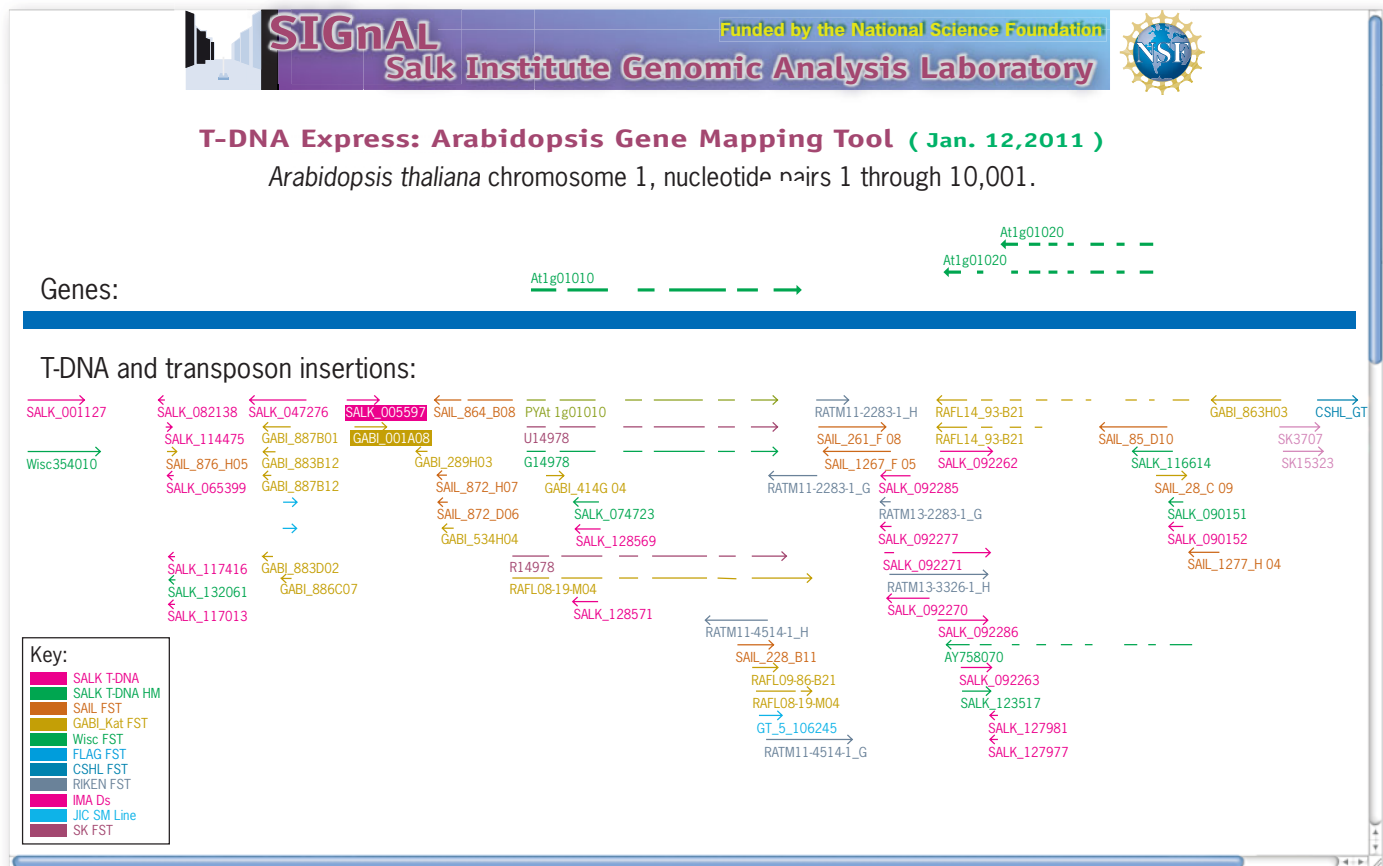 SIGnAL
Funded by the National Science Foundation
Salk Institute Genomic Analysis Laboratory
NSF
T-DNA Express: Arabidopsis Gene Mapping Tool ( Jan. 12,2011 )
Arabidopsis thaliana chromosome 1, nucleotide pairs 1 through 10,001.
At1g01020
At1g01020
At1g01010
Genes:
T-DNA and transposon insertions:
SALK_001127 SALK_082138 SALK_047276 SALK_005597 SAIL_864_B08 PYAt 1g01010 RATM11-2283-1_H RAFL14_93-B21 GABI_863H03 CSHL_GT
SALK_114475 GABI_887B01 GABI_001A08 U14978 SAIL_261_F 08 RAFL14_93-B21 SAIL_85_D10 SK3707
Wisc354010 SAIL_876_H05 GABI_883B12 GABI_289H03 G14978 SAIL_1267_F 05 SALK_092262 SALK_116614 SK15323
SALK_065399 GABI_887B12 SAIL_872_H07 GABI_414G 04 RATM11-2283-1_G SALK_092285 SAIL_28_C 09
SAIL_872_D06 SALK_074723 RATM13-2283-1_G SALK_090151
GABI_534H04 SALK_128569 SALK_092277 SALK_090152
SALK_117416 GABI_883D02 R14978 SALK_092271 SAIL_1277_H 04
SALK_132061 GABI_886C07 RAFL08-19-M04 RATM13-3326-1_H
SALK_117013 SALK_128571 SALK_092270
RATM11-4514-1_H SALK_092286
SAIL_228_B11 AY758070
RAFL09-86-B21 SALK_092263
RAFL08-19-M04 SALK_123517
GT_5_106245 SALK_127981
RATM11-4514-1_G SALK_127977
Key:
SALK T-DNA
SALK T-DNA HM
SAIL FST
GABI_Kat FST
Wisc FST
FLAG FST
CSHL FST
RIKEN FST
IMA Ds
JIC SM Line
SK FST